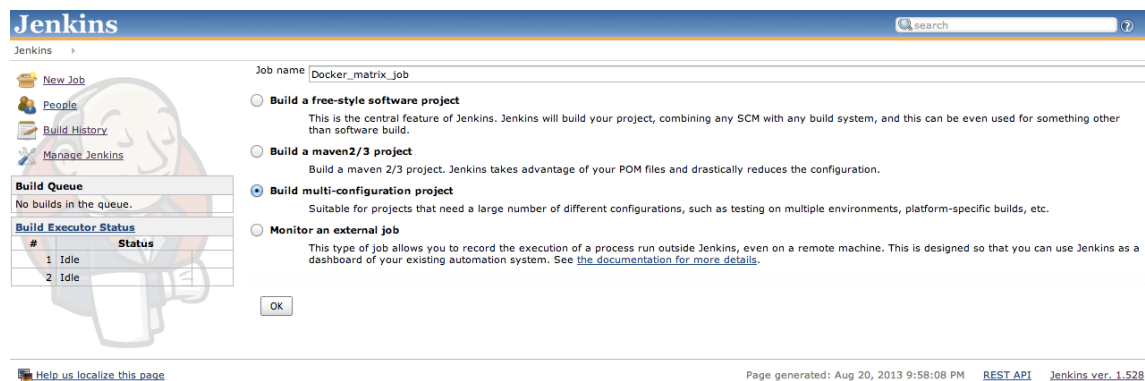 Jenkins
search
?
Jenkins
New Job
People
Build History
Manage Jenkins
Build Queue
No builds in the queue.
Build Executor Status
# Status
1 Idle
2 Idle
Job name Docker_matrix_job
Build a free-style software project
This is the central feature of Jenkins. Jenkins will build your project, combining any SCM with any build system, and this can be even used for something other
than software build.
Build a maven2/3 project
Build a maven 2/3 project. Jenkins takes advantage of your POM files and drastically reduces the configuration.
Build multi-configuration project
Suitable for projects that need a large number of different configurations, such as testing on multiple environments, platform-specific builds, etc.
Monitor an external job
This type of job allows you to record the execution of a process run outside Jenkins, even on a remote machine. This is designed so that you can use Jenkins as a
dashboard of your existing automation system. See the documentation for more details.
OK
Help us localize this page
Page generated: Aug 20, 2013 9:58:08 PM REST API Jenkins ver. 1.528